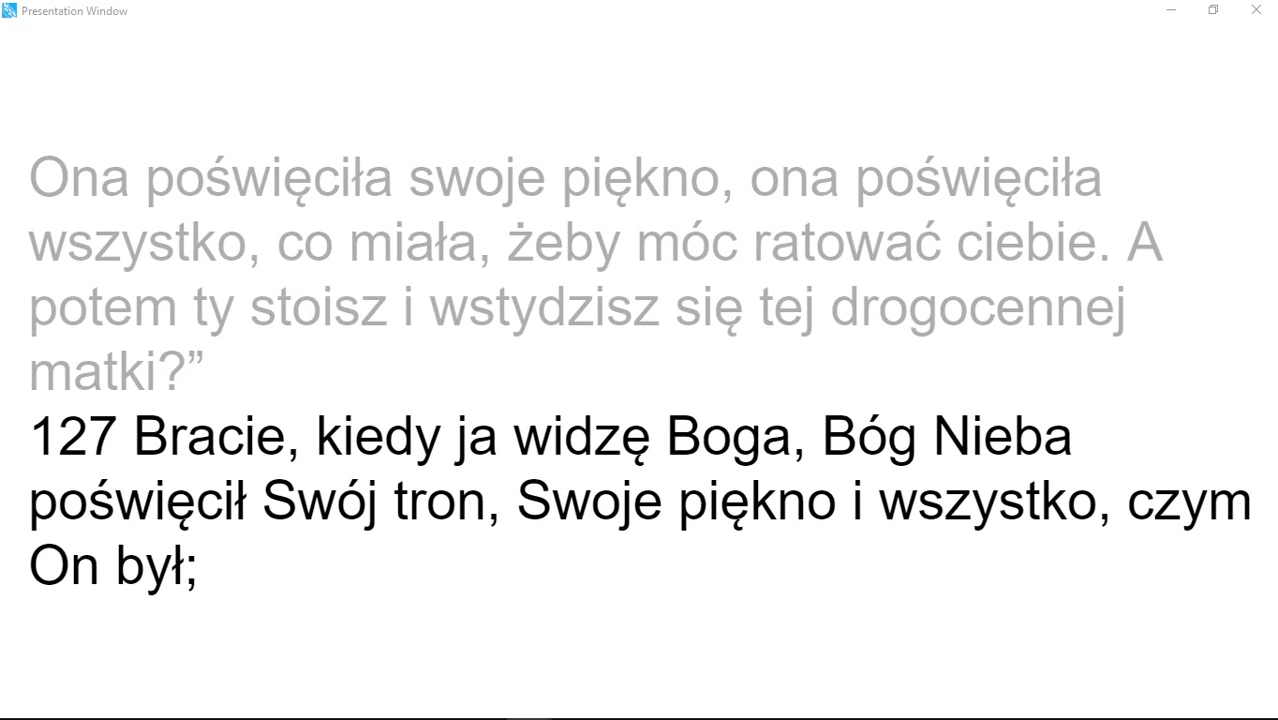 Presentation Window
Ona poświęciła swoje piękno, ona poświęciła
wszystko, co miała, żeby móc ratować ciebie. A
potem ty stoisz i wstydzisz się tej drogocennej
matki?”
127 Bracie, kiedy ja widzę Boga, Bóg Nieba
poświęcił Swój tron, Swoje piękno i wszystko, czym
On był;